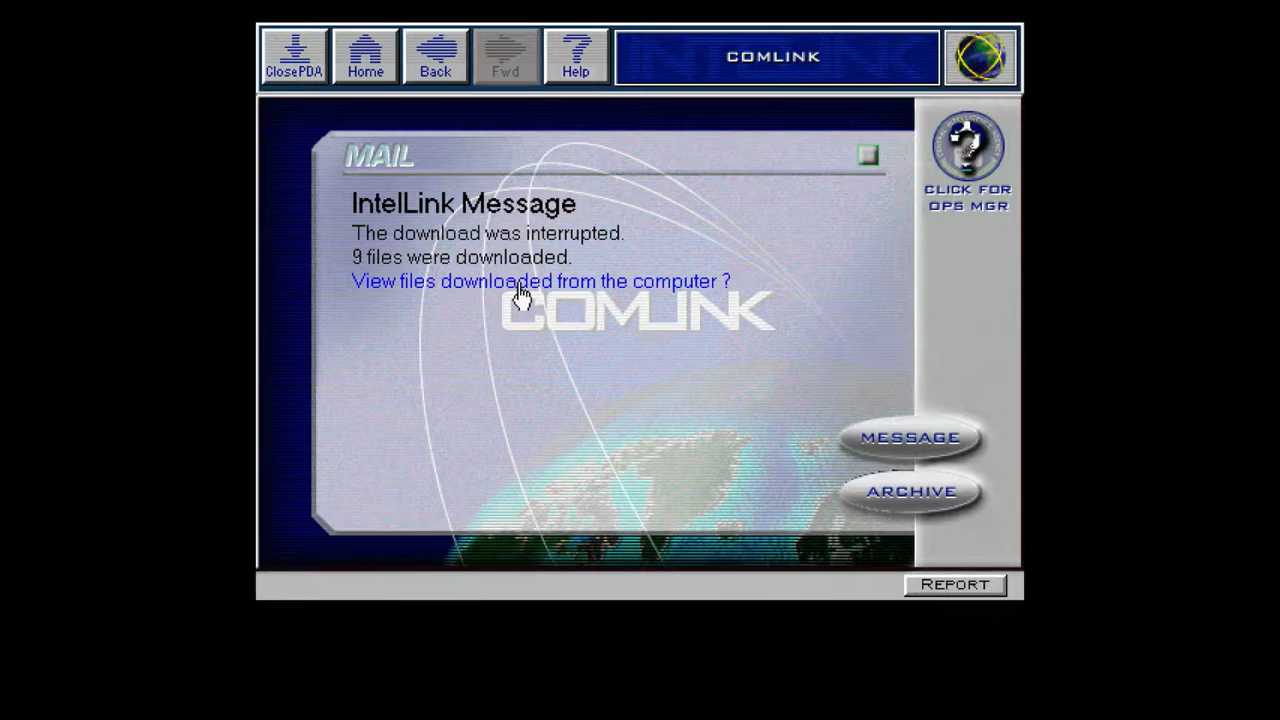 ClosePDA
Home
Back
Fwd
Help
COMLINK
MAIL
IntelLink Message
The download was interrupted.
9 files were downloaded.
View files downloaded from the computer ?
COMLINK
CLICK FOR
OPS MGR
MESSAGE
ARCHIVE
REPORT